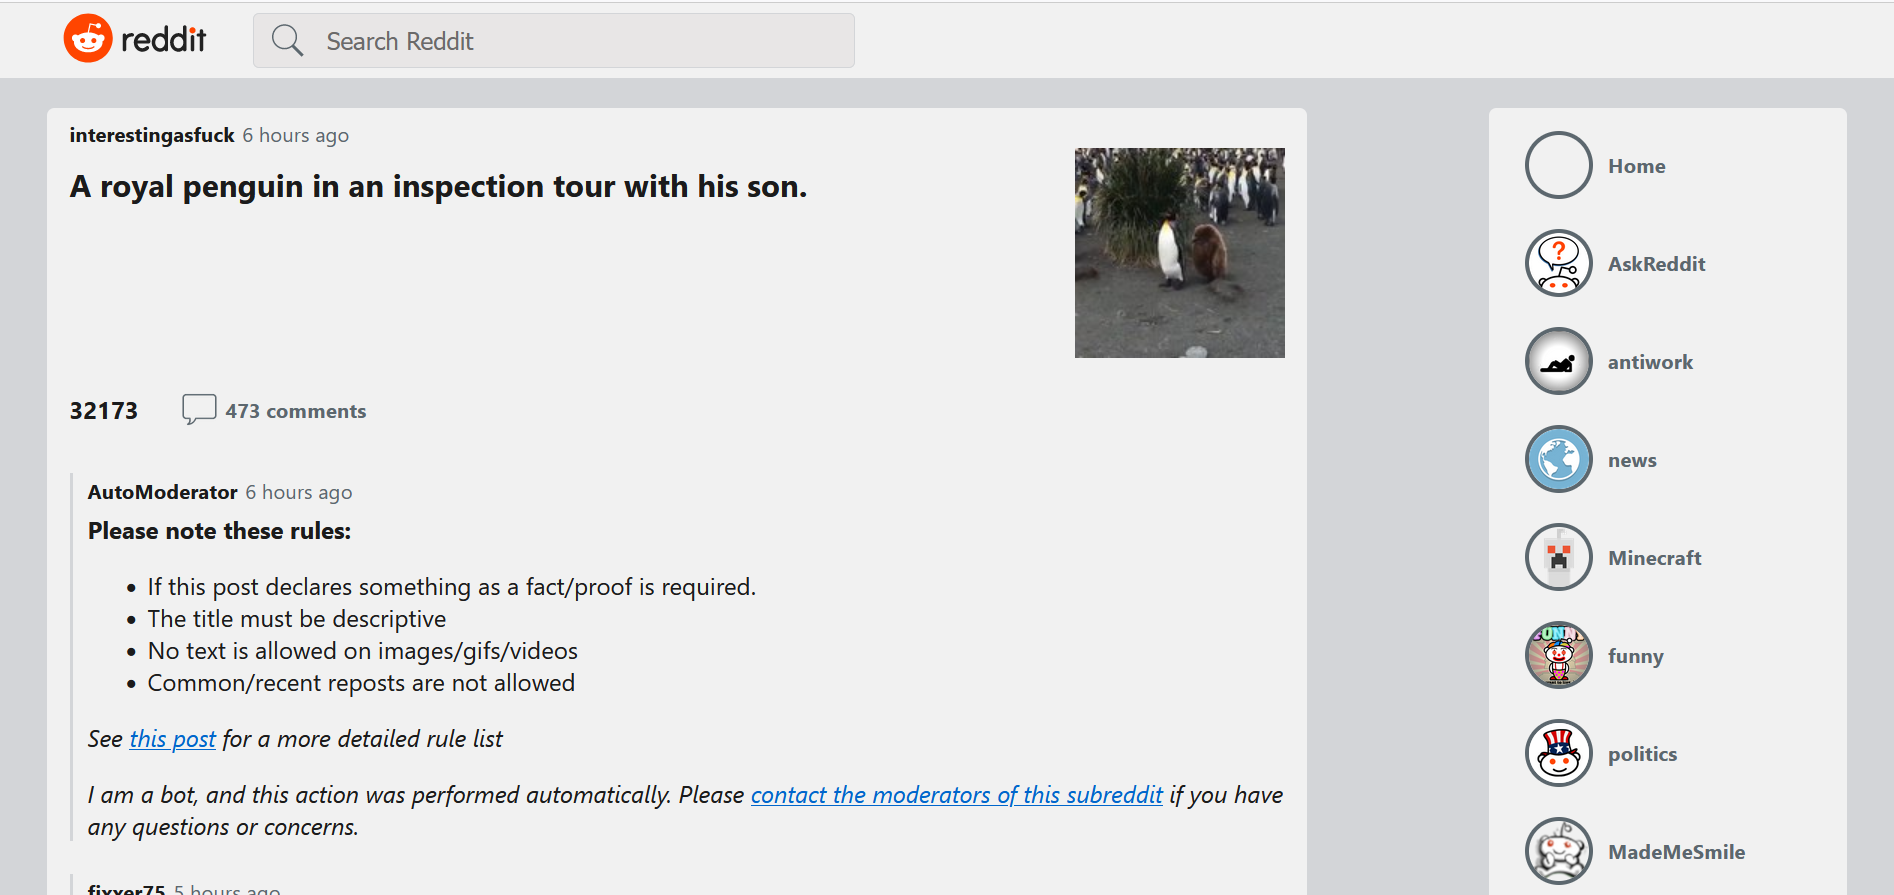 reddit
Search Reddit
interestingasfuck 6 hours ago
A royal penguin in an inspection tour with his son.
32173 473 comments
AutoModerator 6 hours ago
Please note these rules:
• If this post declares something as a fact/proof is required.
• The title must be descriptive
• No text is allowed on images/gifs/videos
• Common/recent reposts are not allowed
See this post for a more detailed rule list
I am a bot, and this action was performed automatically. Please contact the moderators of this subreddit if you have
any questions or concerns.
fixxer75 5 hours ago
Home
?
AskReddit
antiwork
news
Minecraft
funny
politics
MadeMeSmile